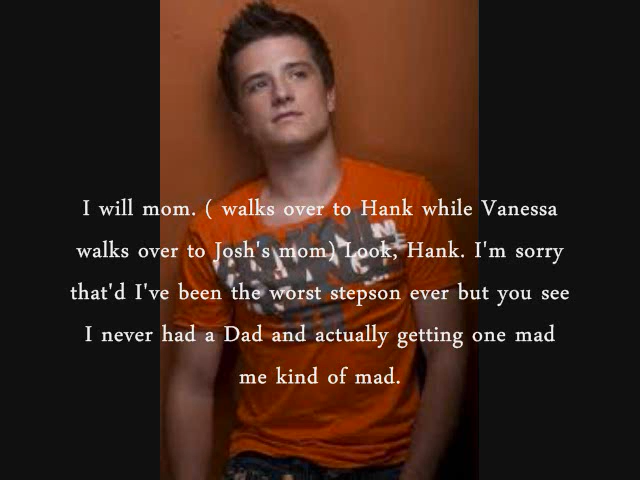 I will mom. ( walks over to Hank while Vanessa
walks over to Josh's mom) Look, Hank. I'm sorry
that'd I've been the worst stepson ever but you see
I never had a Dad and actually getting one mad
me kind of mad.